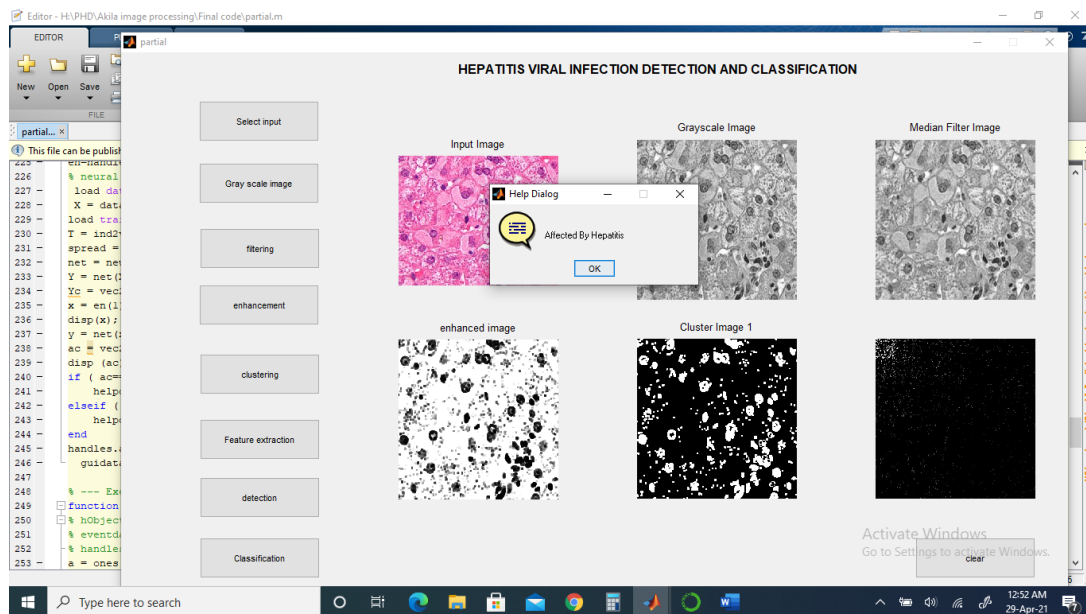 Editor - H:\PHD\Akila image processing\Final code\partial.m
EDITOR
partial
HEPATITIS VIRAL INFECTION DETECTION AND CLASSIFICATION
New
Open
Save
FILE
partial... ×
This file can be publish
Select input
Gray scale image
filtering
enhancement
clustering
Feature extraction
detection
Classification
Input Image
Grayscale Image
Median Filter Image
Help Dialog
Affected By Hepatitis
OK
enhanced image
Cluster Image 1
226 % neural
227 - load dat
228 - X = data
229 - load tra
230 - T = ind2
231 - spread =
232 - net = ne
233 - Y = net(
234 - Yc = vec
235 - x = en(1
236 - disp(x);
237 - y = net(
238 - ac = vec
239 - disp (ac
240 - if ( ac=
241 - help
242 - elseif (
243 - help
244 - end
245 - handles.
246 - guidata
247
248 % --- Exe
249 function
250 % hObjec
251 % eventd
252 % handle
253 - a = ones
Activate Windows
Go to Settings to activate Windows.
clear
Type here to search
12:52 AM
29-Apr-21